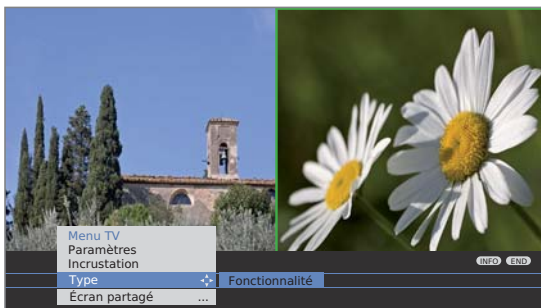 Menu TV
Paramètres
Incrustation
Type Fonctionnalité
Écran partagé ...
INFO END